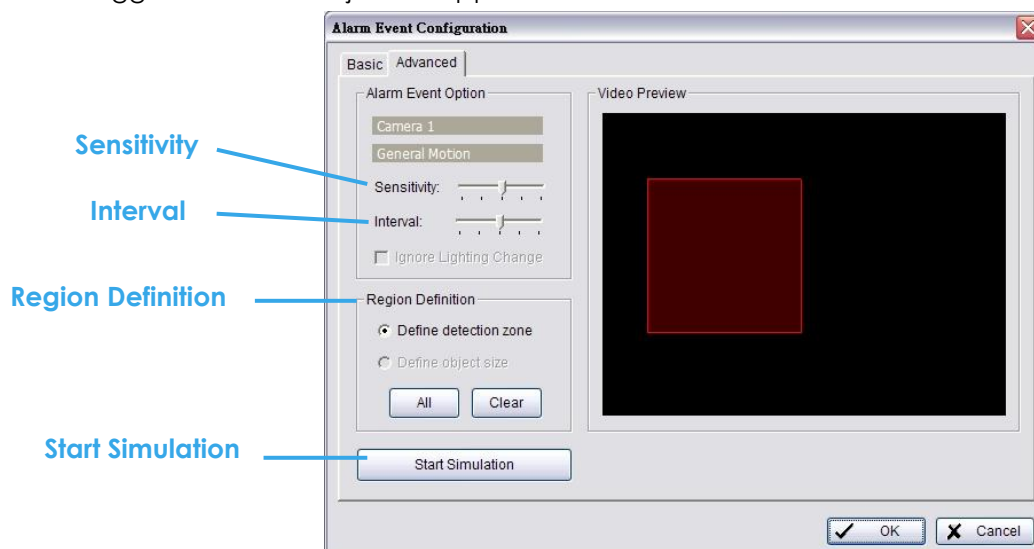 Alarm Event Configuration
Basic Advanced
Alarm Event Option
Video Preview
Camera 1
General Motion
Sensitivity
Sensitivity:
Interval
Interval:
Ignore Lighting Change
Region Definition
Region Definition
Define detection zone
Define object size
All Clear
Start Simulation
Start Simulation
OK Cancel